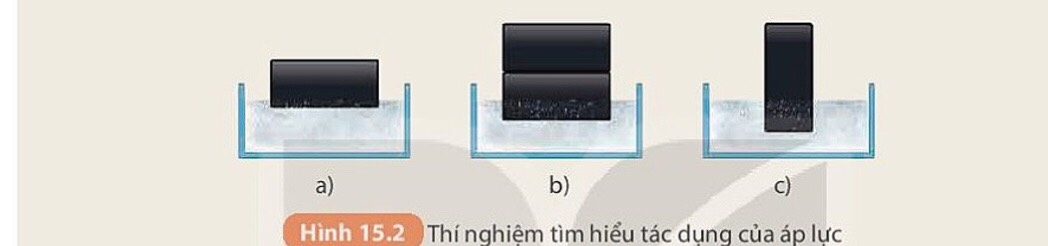 a)
b)
c)
Hình 15.2 Thí nghiệm tìm hiểu tác dụng của áp lực